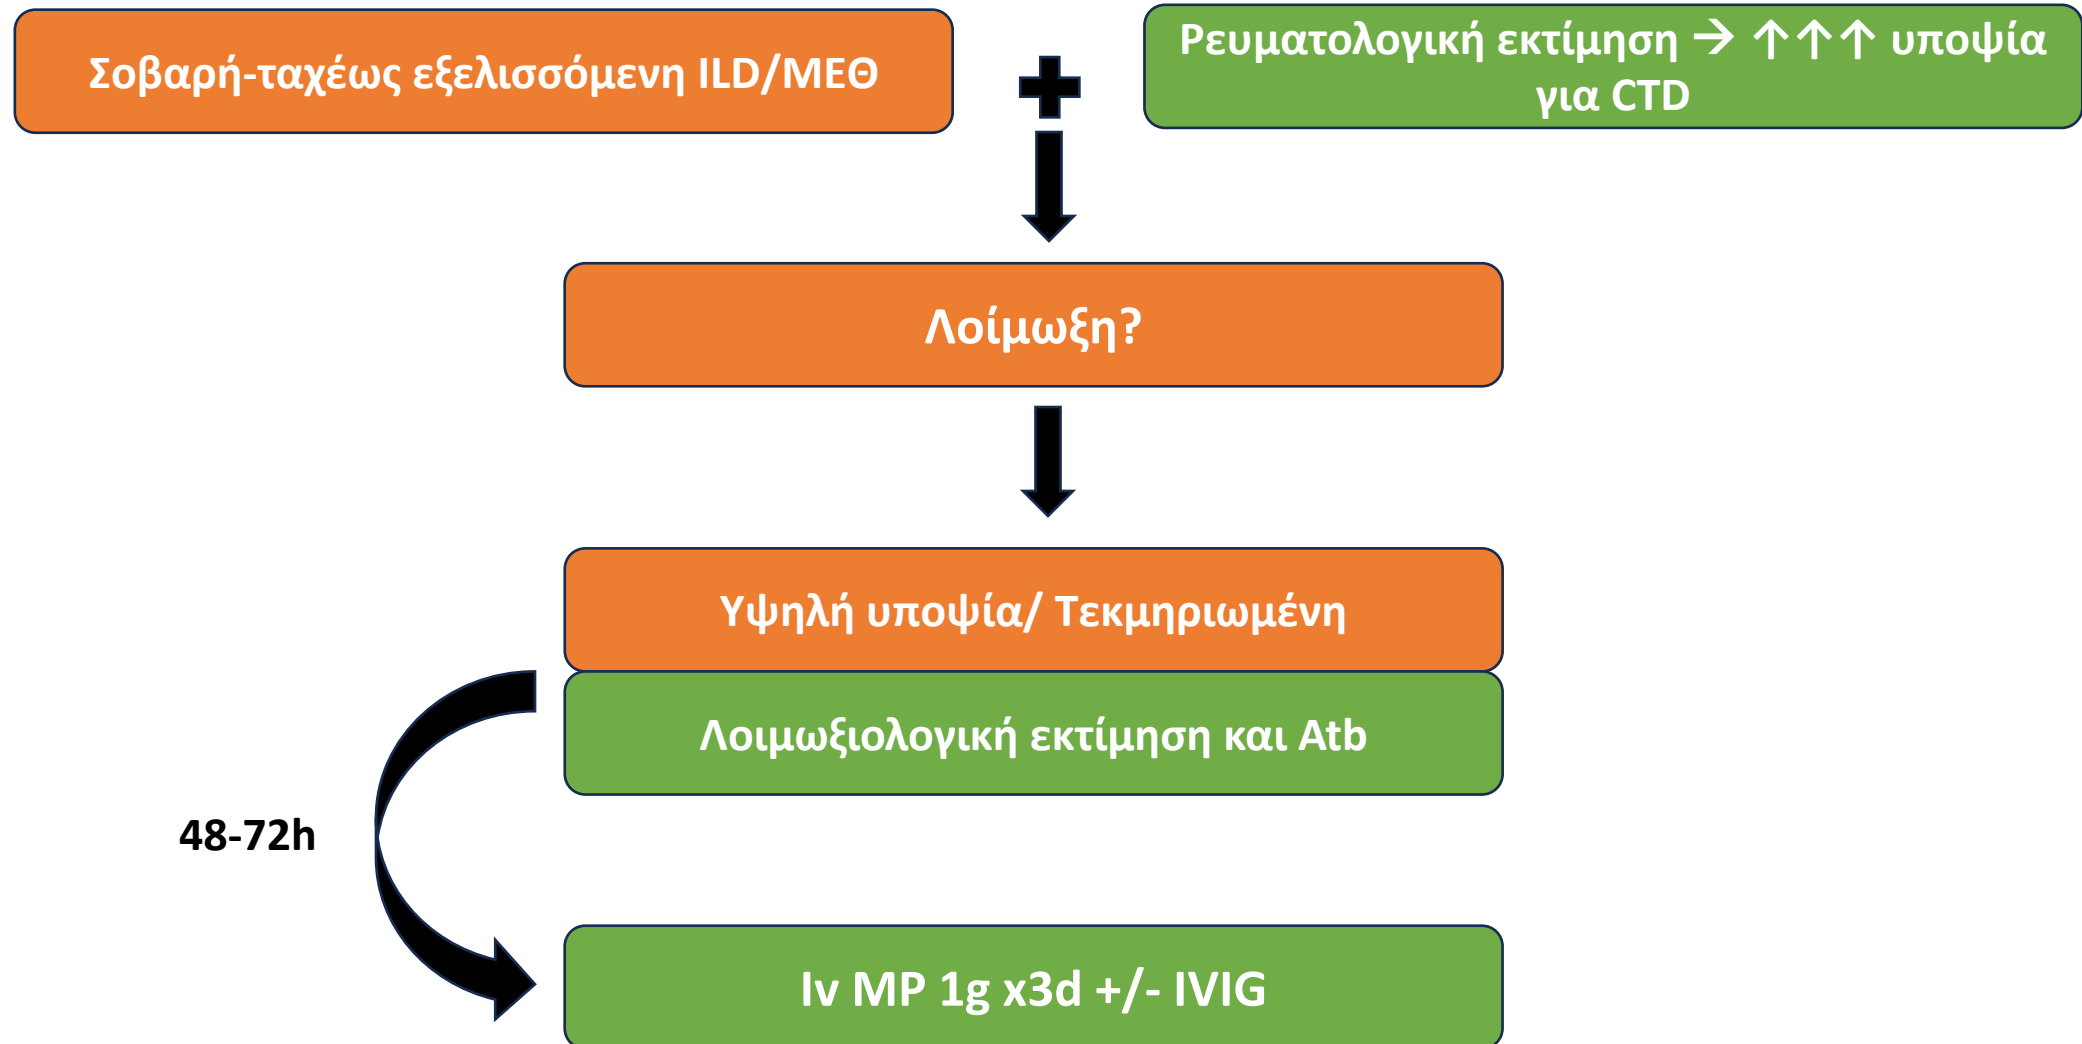 Σοβαρή-ταχέως εξελισσόμενη ILD/ΜΕΘ
Ρευματολογική εκτίμηση → ↑↑↑ υποψία
για CTD
Λοίμωξη?
Υψηλή υποψία/ Τεκμηριωμένη
Λοιμωξιολογική εκτίμηση και Atb
48-72h
Iv MP 1g x3d +/- IVIG